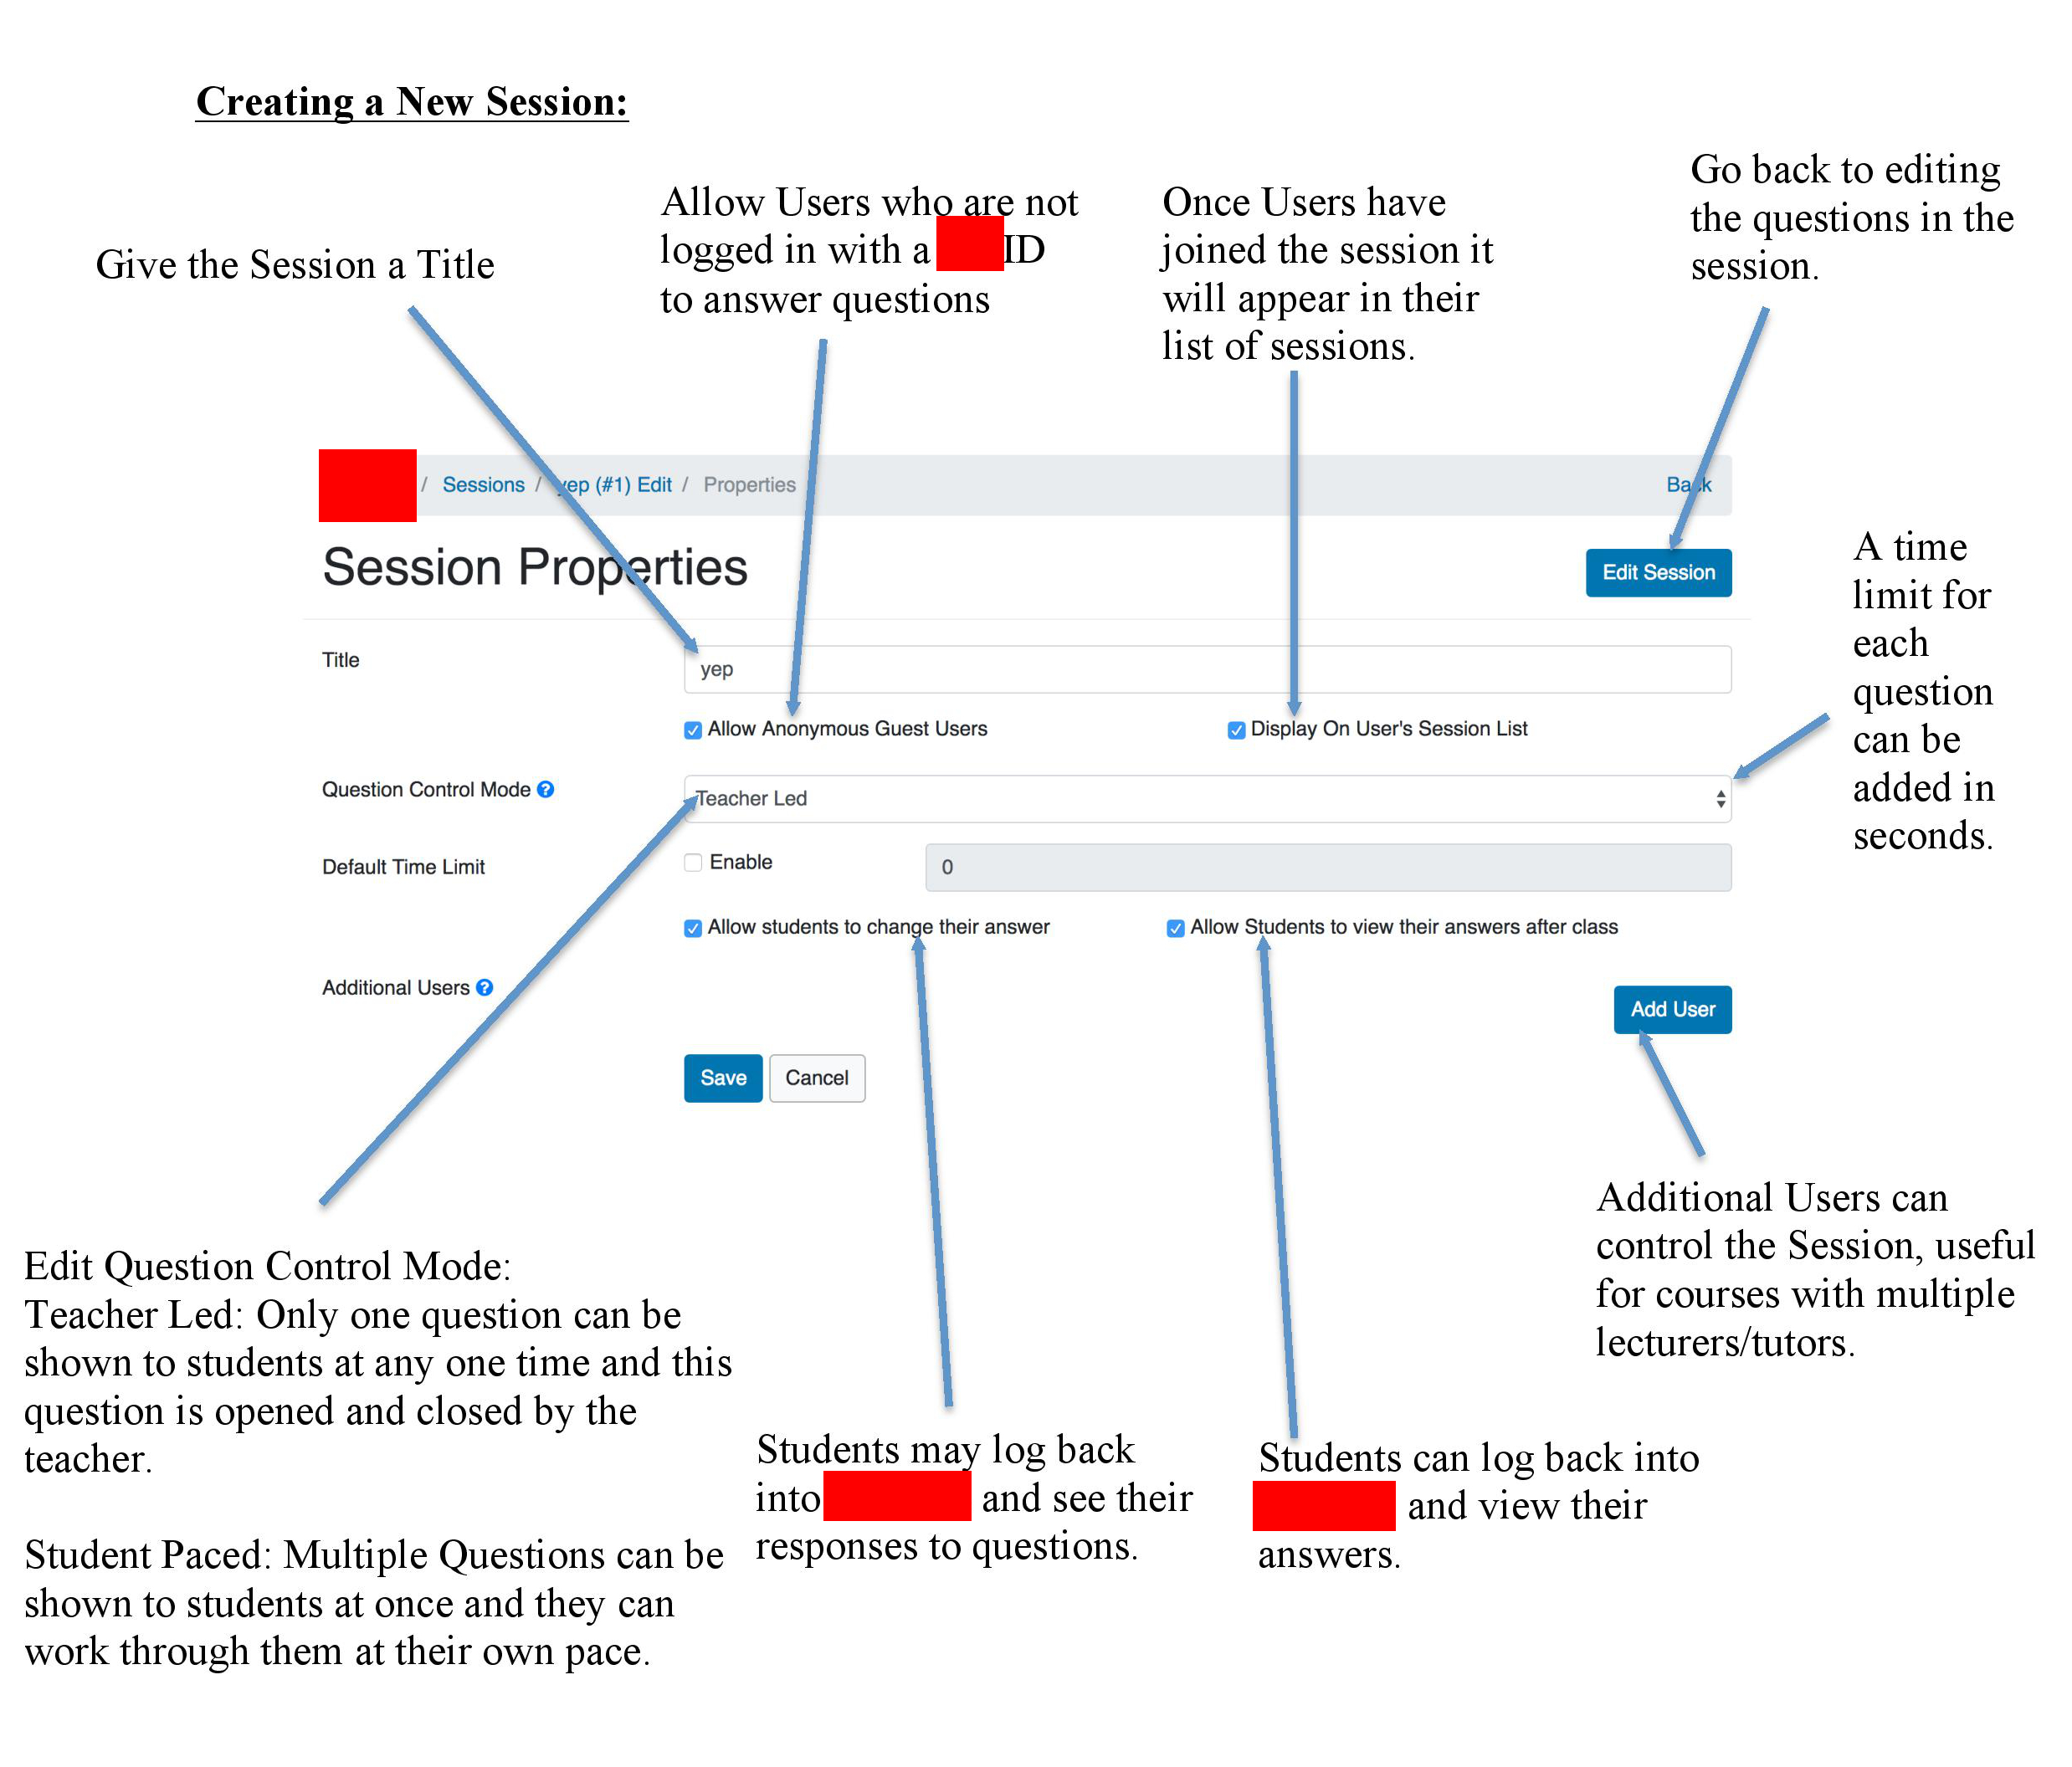 Creating a New Session:
Give the Session a Title
Allow Users who are not
logged in with a ID
to answer questions
Once Users have
joined the session it
will appear in their
list of sessions.
Go back to editing
the questions in the
session.
/ Sessions / yep (#1) Edit / Properties
Back
Session Properties
Edit Session
A time
limit for
each
question
can be
added in
seconds.
Title
yep
Allow Anonymous Guest Users
Display On User's Session List
Question Control Mode ?
Teacher Led
Default Time Limit
Enable
0
Allow students to change their answer
Allow Students to view their answers after class
Additional Users ?
Add User
Save
Cancel
Edit Question Control Mode:
Teacher Led: Only one question can be
shown to students at any one time and this
question is opened and closed by the
teacher.
Student Paced: Multiple Questions can be
shown to students at once and they can
work through them at their own pace.
Students may log back
into and see their
responses to questions.
Students can log back into
and view their
answers.
Additional Users can
control the Session, useful
for courses with multiple
lecturers/tutors.